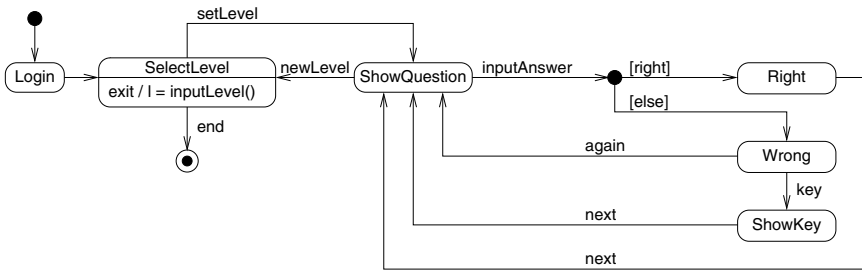 setLevel
Login
SelectLevel
exit / l = inputLevel()
newLevel
ShowQuestion
inputAnswer
[right]
Right
[else]
end
again
Wrong
key
next
ShowKey
next